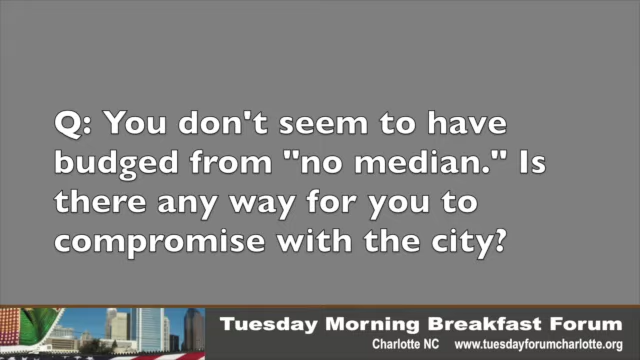 Q: You don't seem to have
budged from "no median." Is
there any way for you to
compromise with the city?
Tuesday Morning Breakfast Forum
Charlotte NC www.tuesdayforumcharlotte.org